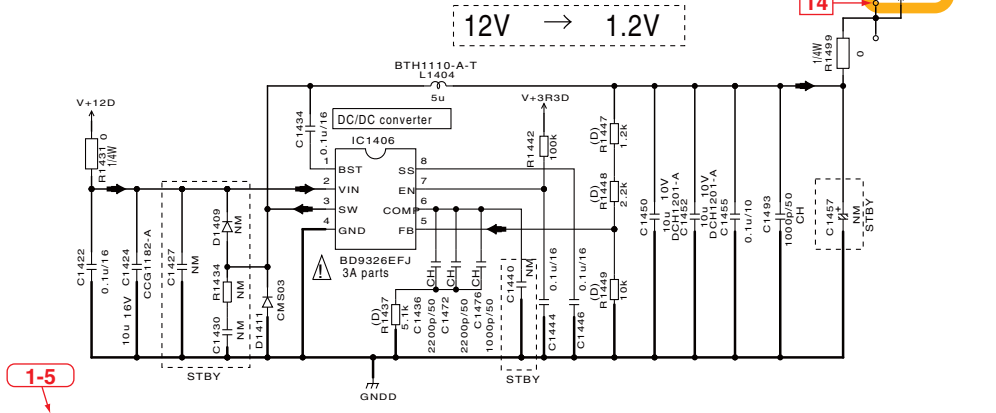 14
12V → 1.2V
R1499
1/4W
0
BTH1110-A-T
L1404
5u
V+12D
R1431
0
1/4W
C1434
0.1u/16
DC/DC converter
IC1406
1 BST
2 VIN
3 SW
4 GND
SS 8
EN 7
COMP 6
FB 5
BD9326EFJ
3A parts
V+3R3D
R1442
100k
(D)
R1447
1.2k
(D)
R1448
2.2k
(D)
R1449
10k
C1450
10u 10V
DCH1201-A
C1452
10u 10V
DCH1201-A
C1455
0.1u/10
C1493
1000p/50
CH
C1457
NM
STBY
+
C1422
0.1u/16
C1424
10u 16V
CCG1182-A
C1427
NM
D1409
NM
R1434
NM
C1430
NM
STBY
D1411
CMS03
(D)
R1437
5.1k
C1436
2200p/50
CH
C1472
2200p/50
CH
C1476
1000p/50
CH
C1440
NM
STBY
C1444
0.1u/16
C1446
0.1u/16
GNDD
1-5